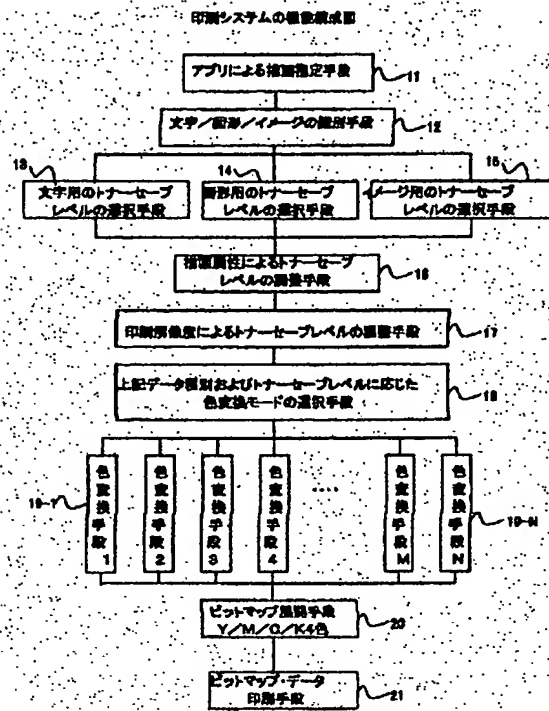 印刷システムの機能構成図
アプリによる描画指定手段
11
文字/図形/イメージの識別手段
12
13
14
15
文字用のトナーセーブ
レベルの選択手段
図形用のトナーセーブ
レベルの選択手段
メージ用のトナーセーブ
レベルの選択手段
描画属性によるトナーセーブ
レベルの調整手段
16
印刷解像度によるトナーセーブレベルの調整手段
17
上記データ種別およびトナーセーブレベルに応じた
色変換モードの選択手段
18
19-1
色変換手段1
色変換手段2
色変換手段3
色変換手段4
‥‥
色変換手段M
色変換手段N
19-N
ビットマップ展開手段
Y/M/C/K4色
20
ビットマップ・データ
印刷手段
21